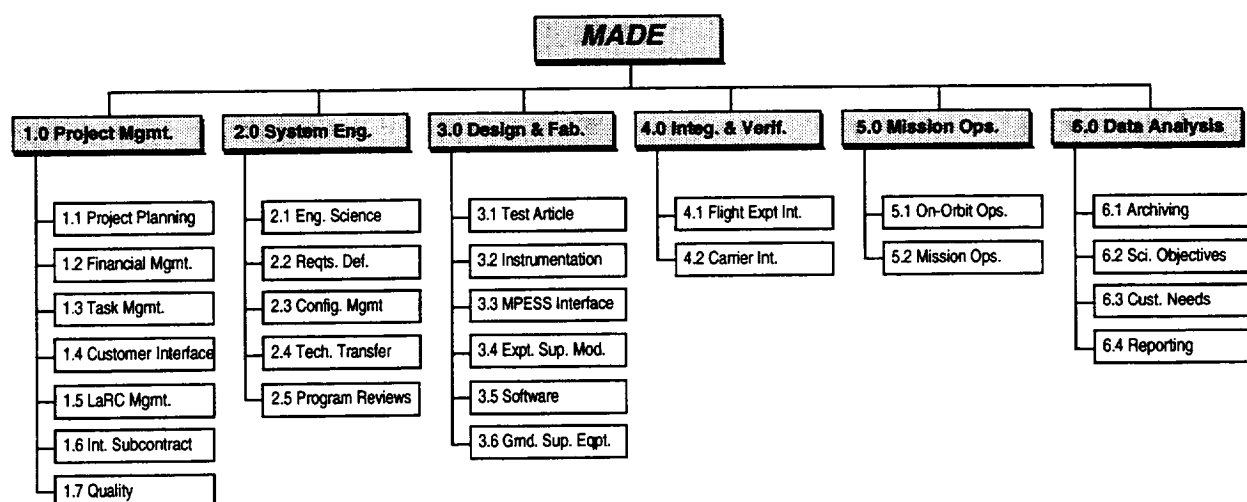 MADE
1.0 Project Mgmt.
2.0 System Eng.
3.0 Design & Fab.
4.0 Integ. & Verif.
5.0 Mission Ops.
6.0 Data Analysis
1.1 Project Planning
1.2 Financial Mgmt.
1.3 Task Mgmt.
1.4 Customer Interface
1.5 LaRC Mgmt.
1.6 Int. Subcontract
1.7 Quality
2.1 Eng. Science
2.2 Reqts. Def.
2.3 Config. Mgmt
2.4 Tech. Transfer
2.5 Program Reviews
3.1 Test Article
3.2 Instrumentation
3.3 MPESS Interface
3.4 Expt. Sup. Mod.
3.5 Software
3.6 Grnd. Sup. Eqpt.
4.1 Flight Expt Int.
4.2 Carrier Int.
5.1 On-Orbit Ops.
5.2 Mission Ops.
6.1 Archiving
6.2 Sci. Objectives
6.3 Cust. Needs
6.4 Reporting